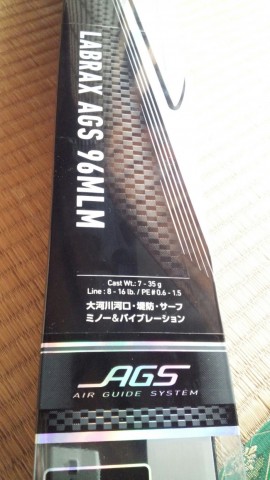 LABRAX AGS 96MLM
Cast Wt.: 7 - 35 g
Line : 8 - 16 lb. / PE # 0.6 - 1.5
大河川河口・堤防・サーフ
ミノー＆バイブレーション
AGS
AIR GUIDE SYSTEM